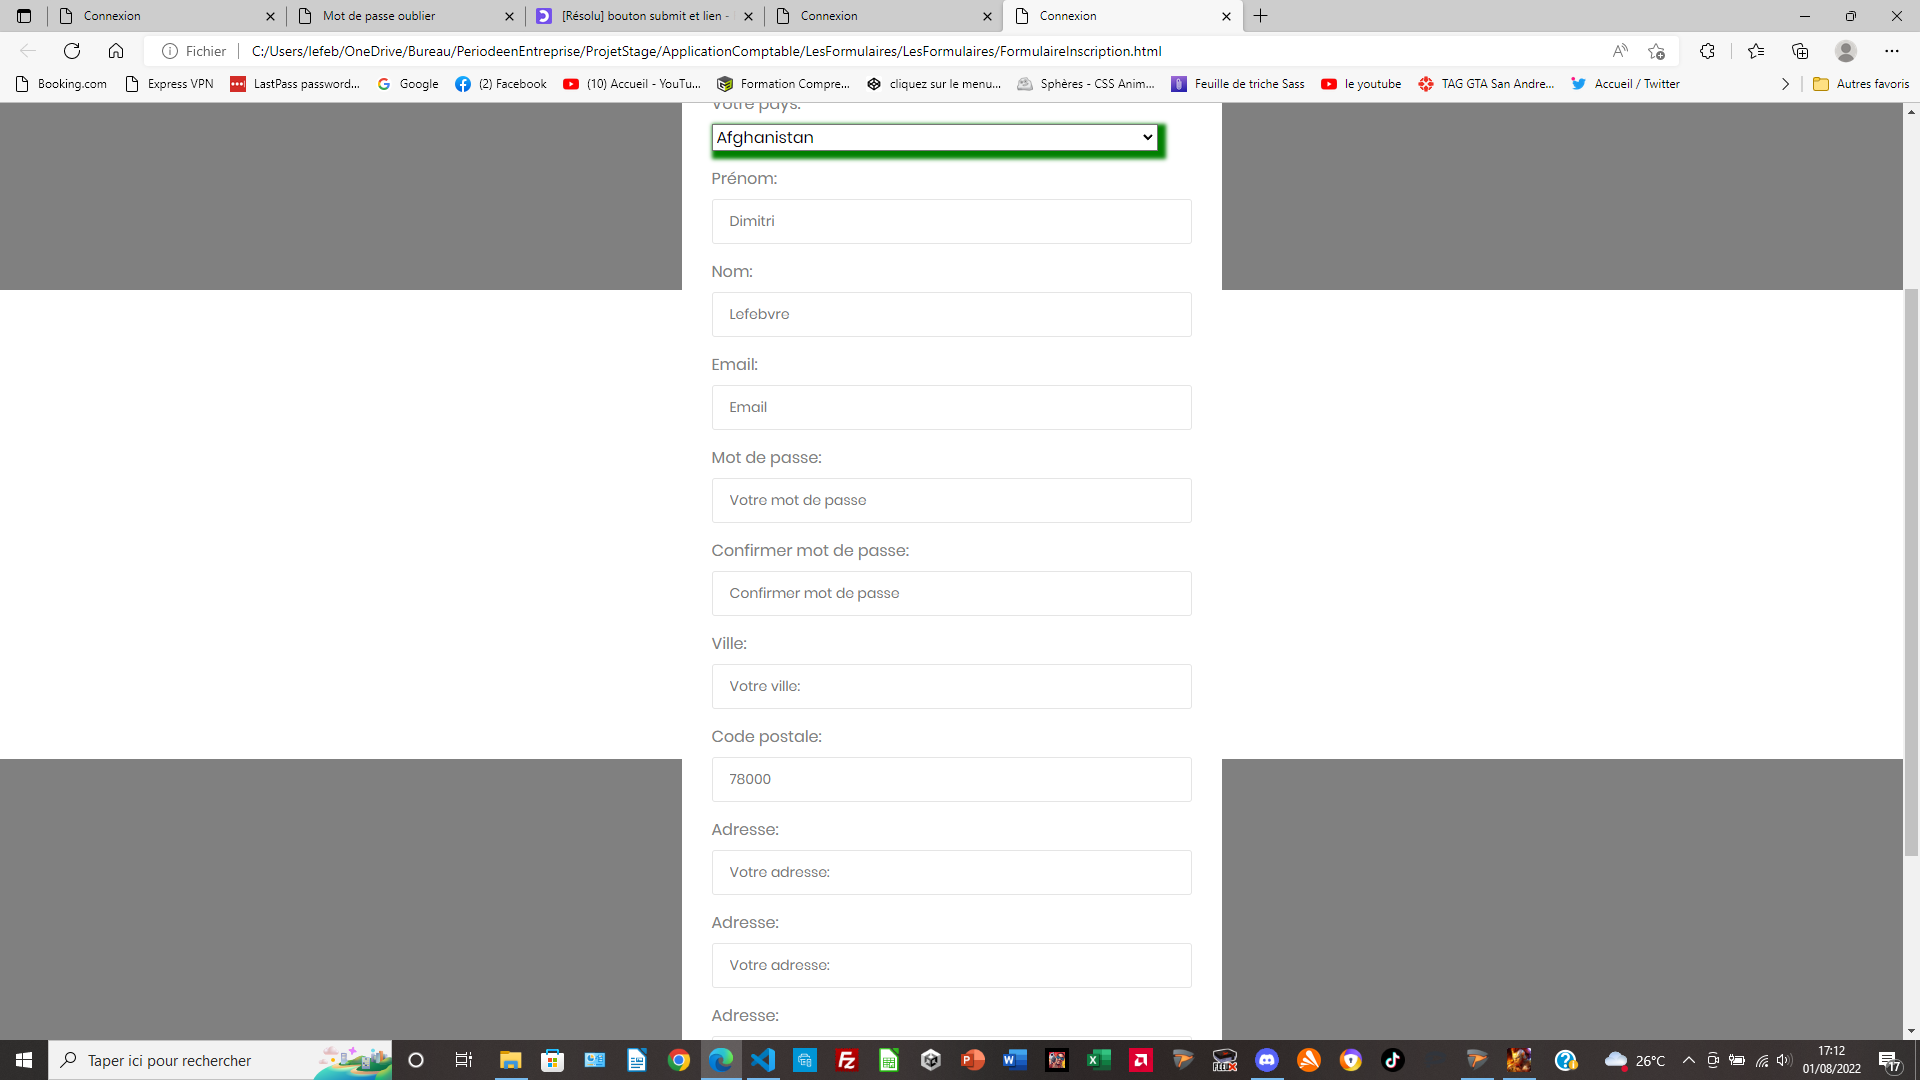 Connexion
Mot de passe oublier
[Résolu] bouton submit et lien -
Connexion
Connexion
Fichier
C:/Users/lefeb/OneDrive/Bureau/PeriodeenEntreprise/ProjetStage/ApplicationComptable/LesFormulaires/LesFormulaires/FormulaireInscription.html
Booking.com
Express VPN
LastPass password...
Google
(2) Facebook
(10) Accueil - YouTu...
Formation Compre...
cliquez sur le menu...
Sphères - CSS Anim...
Feuille de triche Sass
le youtube
TAG GTA San Andre...
Accueil / Twitter
Autres favoris
Votre pays:
Afghanistan
Prénom:
Dimitri
Nom:
Lefebvre
Email:
Email
Mot de passe:
Votre mot de passe
Confirmer mot de passe:
Confirmer mot de passe
Ville:
Votre ville:
Code postale:
78000
Adresse:
Votre adresse:
Adresse:
Votre adresse:
Adresse:
Taper ici pour rechercher
26°C
17:12
01/08/2022
17